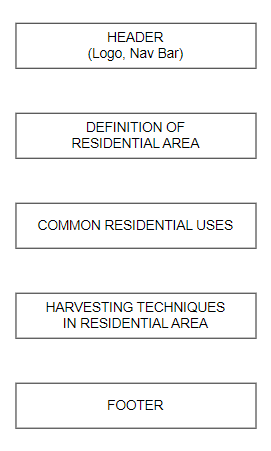 HEADER
(Logo, Nav Bar)
DEFINITION OF
RESIDENTIAL AREA
COMMON RESIDENTIAL USES
HARVESTING TECHNIQUES
IN RESIDENTIAL AREA
FOOTER